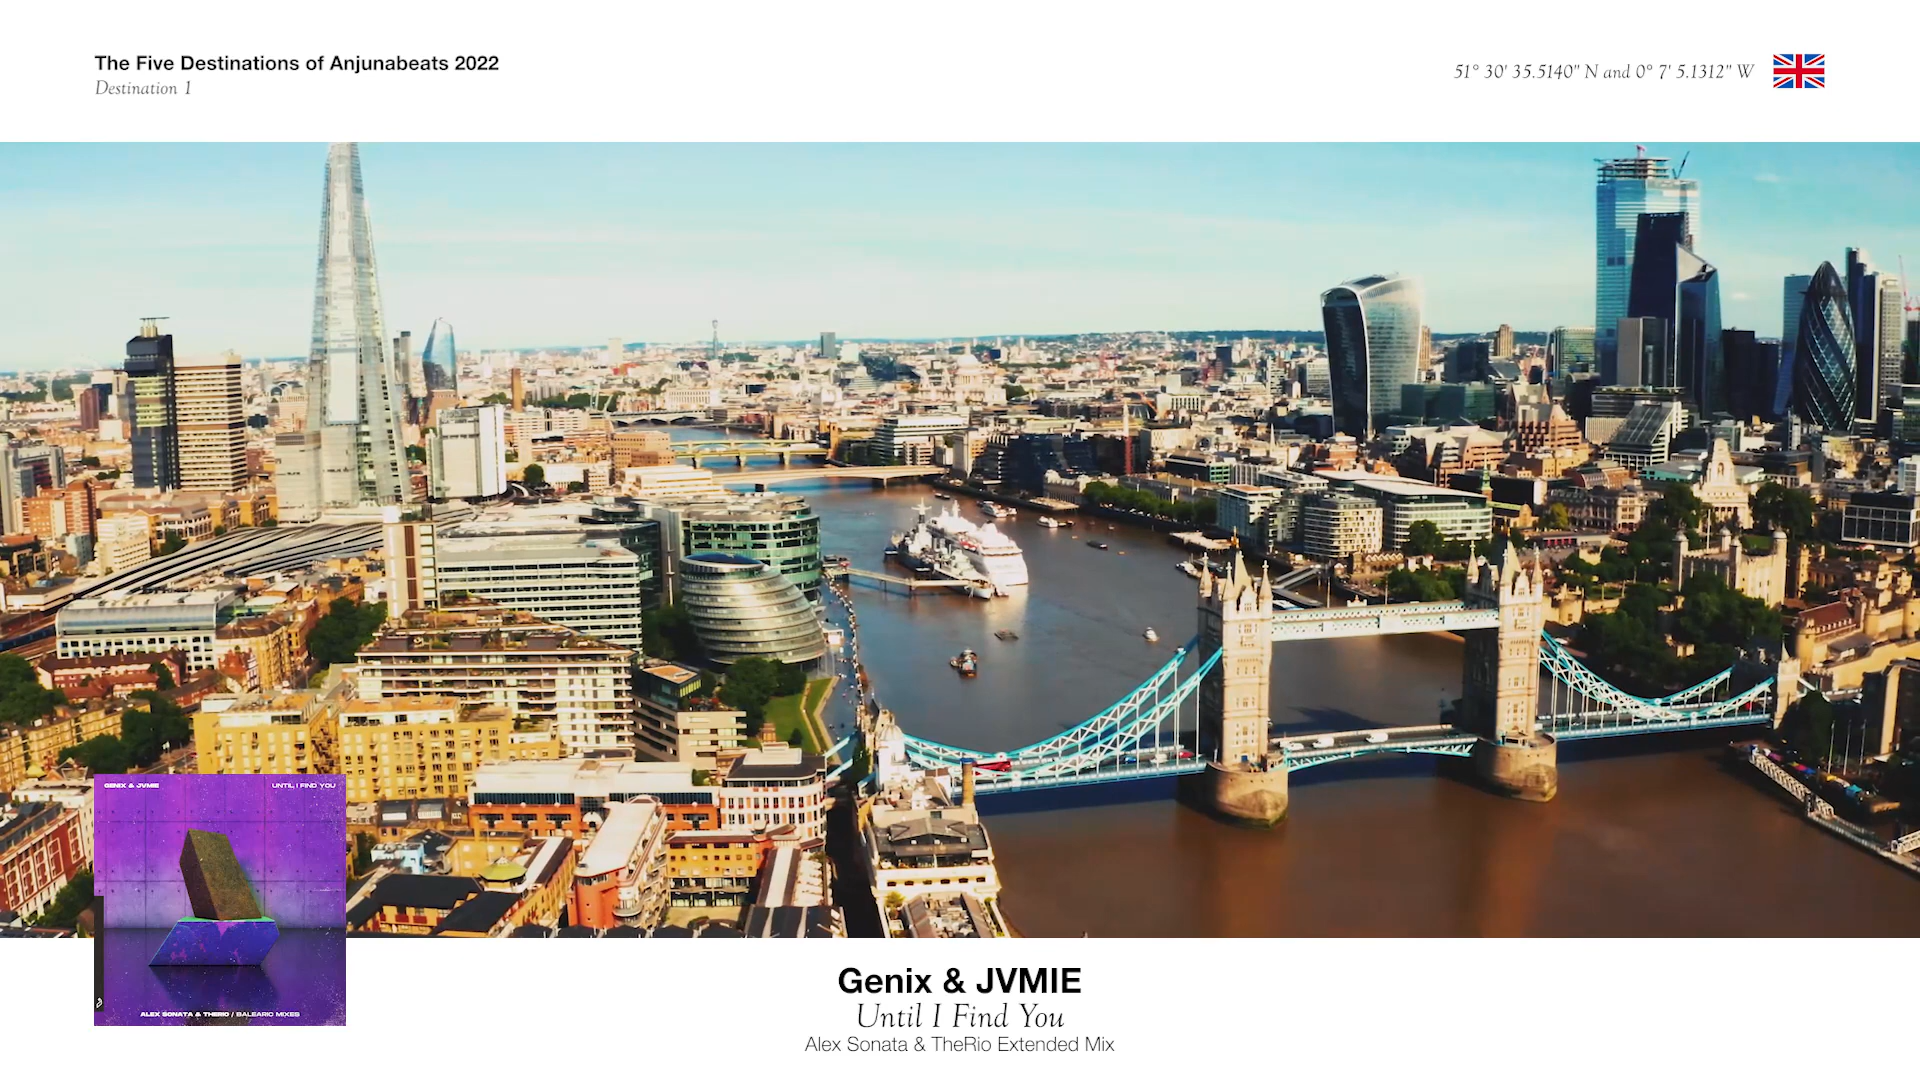 The Five Destinations of Anjunabeats 2022
Destination 1
51° 30' 35.5140" N and 0° 7' 5.1312" W
GENIX & JVMIE
UNTIL I FIND YOU
ALEX SONATA & THERIO / BALEARIC MIXES
Genix & JVMIE
Until I Find You
Alex Sonata & TheRio Extended Mix